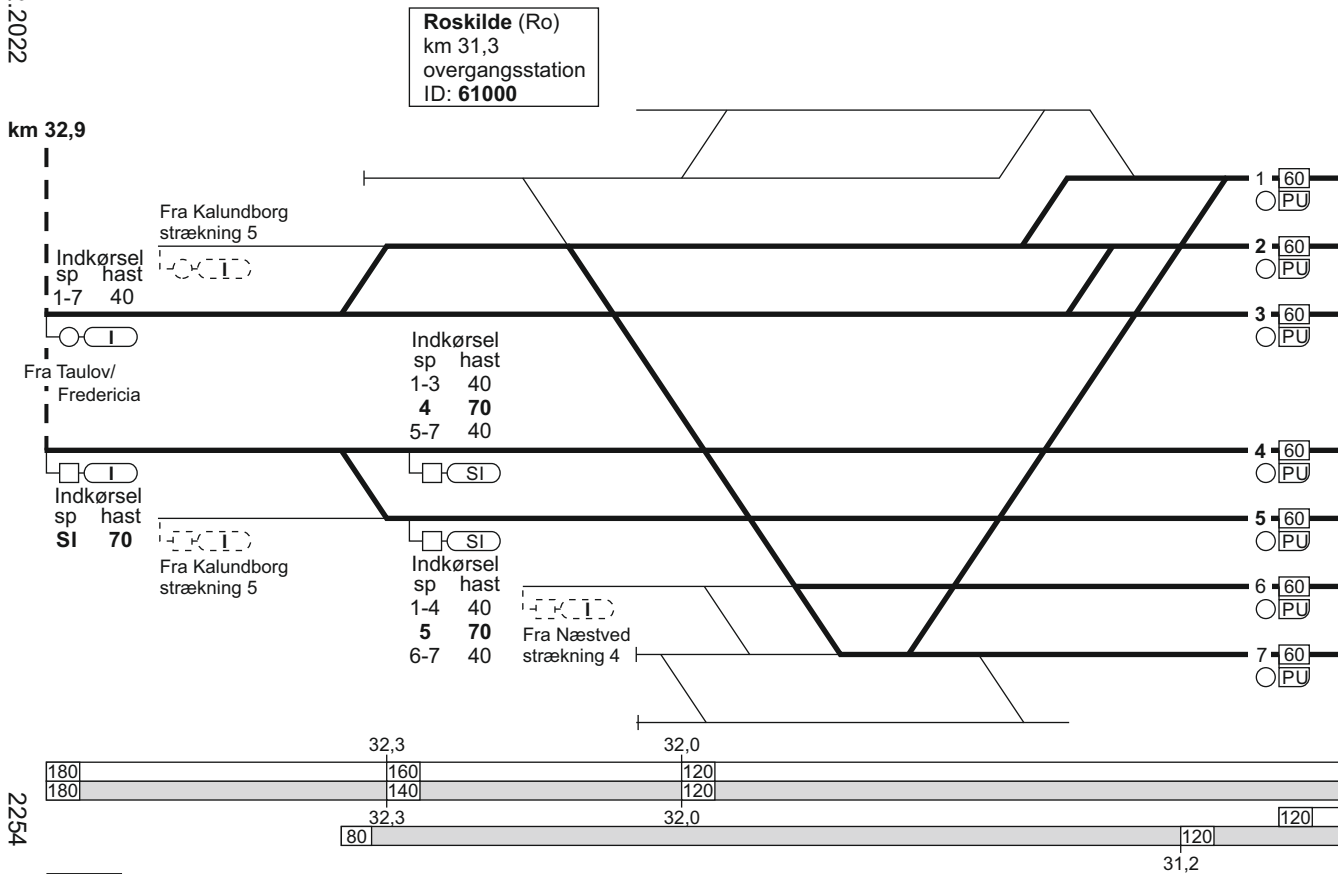 .2022
Roskilde (Ro)
km 31,3
overgangsstation
ID: 61000
km 32,9
Fra Kalundborg
strækning 5
I
Indkørsel
sp hast
1-7 40
I
Fra Taulov/
Fredericia
Indkørsel
sp hast
1-3 40
4 70
5-7 40
SI
I
Indkørsel
sp hast
SI 70
I
Fra Kalundborg
strækning 5
SI
Indkørsel
sp hast
1-4 40
5 70
6-7 40
I
Fra Næstved
strækning 4
1 60
PU
2 60
PU
3 60
PU
4 60
PU
5 60
PU
6 60
PU
7 60
PU
32,3 32,0
180 160 120
180 140 120
32,3 32,0
120
80 120
31,2
2254